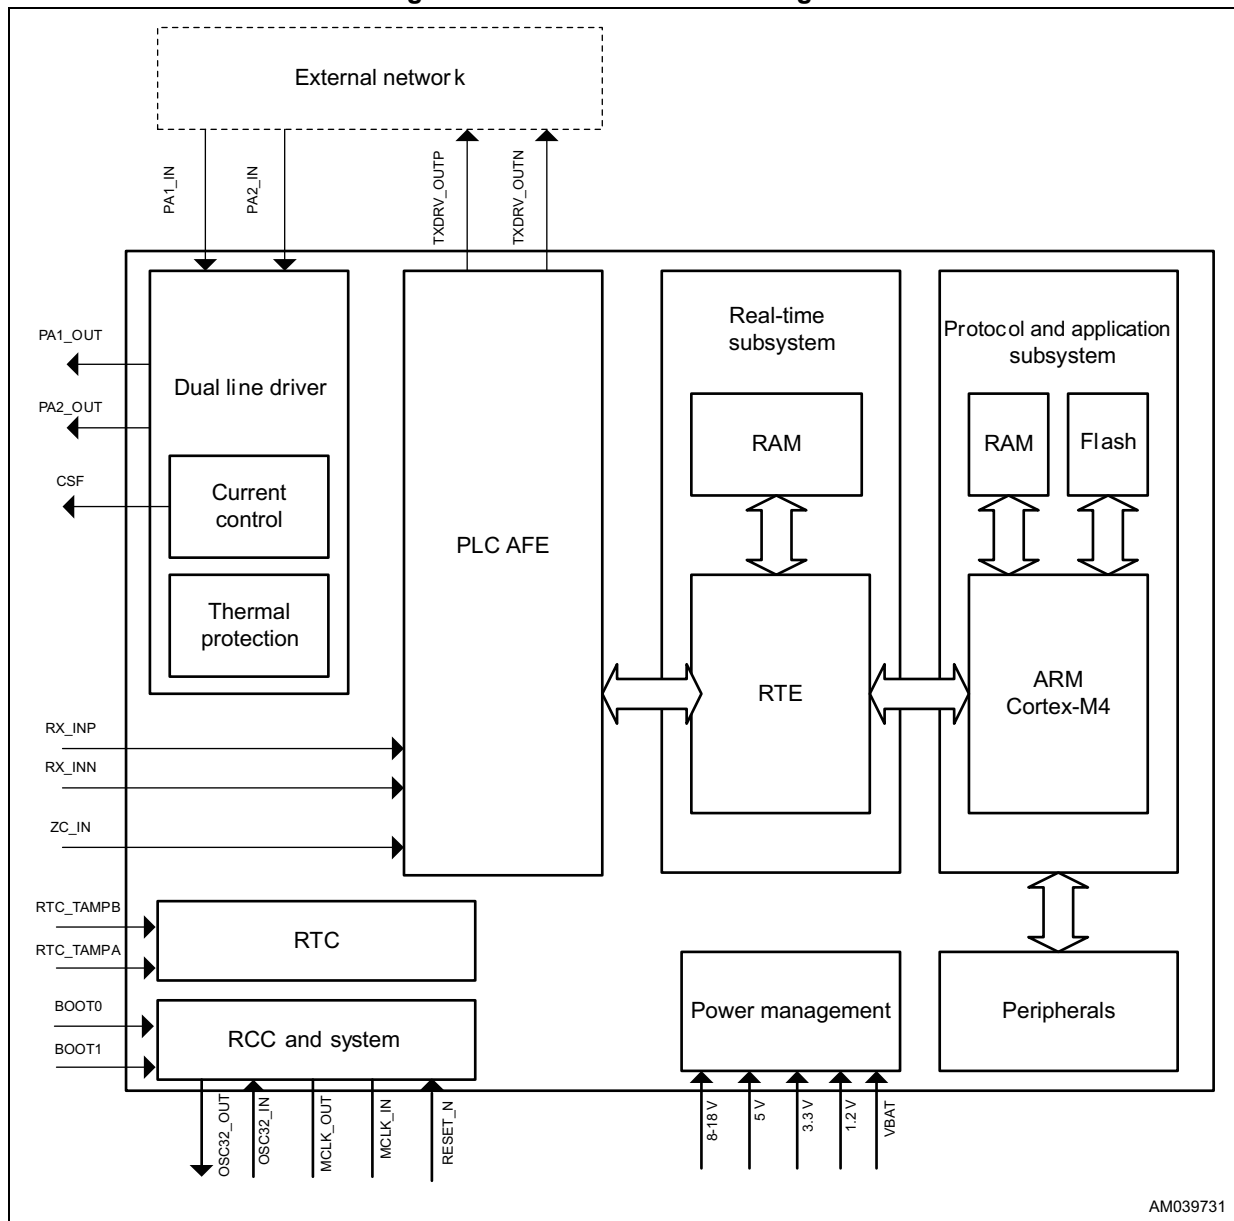 External network
PA1_IN
PA2_IN
TXDRV_OUTP
TXDRV_OUTN
PA1_OUT
PA2_OUT
CSF
Dual line driver
Current
control
Thermal
protection
PLC AFE
Real-time
subsystem
RAM
RTE
Protocol and application
subsystem
RAM
Flash
ARM
Cortex-M4
RX_INP
RX_INN
ZC_IN
RTC_TAMPB
RTC_TAMPA
RTC
BOOT0
BOOT1
RCC and system
Power management
Peripherals
OSC32_OUT
OSC32_IN
MCLK_OUT
MCLK_IN
RESET_N
8-18 V
5 V
3.3 V
1.2 V
VBAT
AM039731